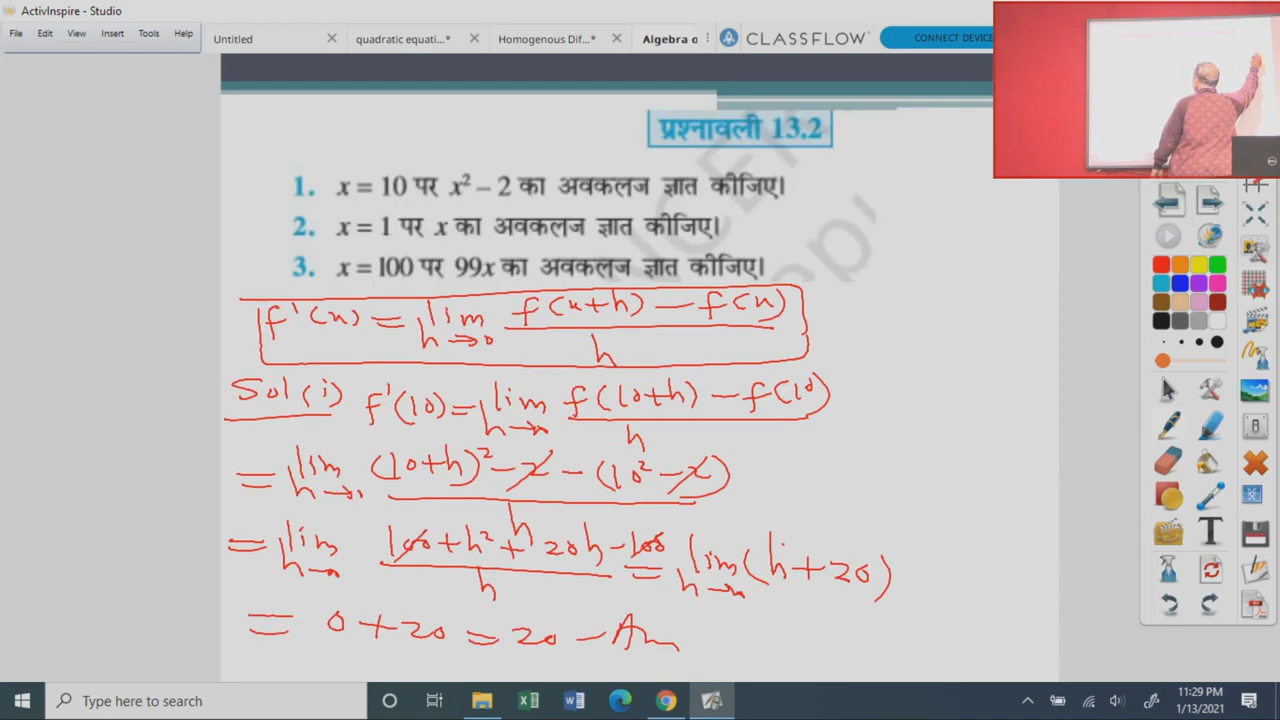 ActivInspire - Studio
File Edit View Insert Tools Help
Untitled quadratic equati...* Homogenous Dif...* Algebra o CLASSFLOW CONNECT DEVICE
प्रश्नावली 13.2
1. x = 10 पर x² – 2 का अवकलज ज्ञात कीजिए।
2. x = 1 पर x का अवकलज ज्ञात कीजिए।
3. x = 100 पर 99x का अवकलज ज्ञात कीजिए।
f'(x) = lim h→0 f(x+h) – f(x) / h
Sol (i) f'(10) = lim h→0 f(10+h) – f(10) / h
= lim h→0 (10+h)² – 2 – (10² – 2) / h
= lim h→0 100 + h² + 20h – 100 / h = lim h→0 (h + 20)
= 0 + 20 = 20 – Ans
Type here to search
11:29 PM
1/13/2021